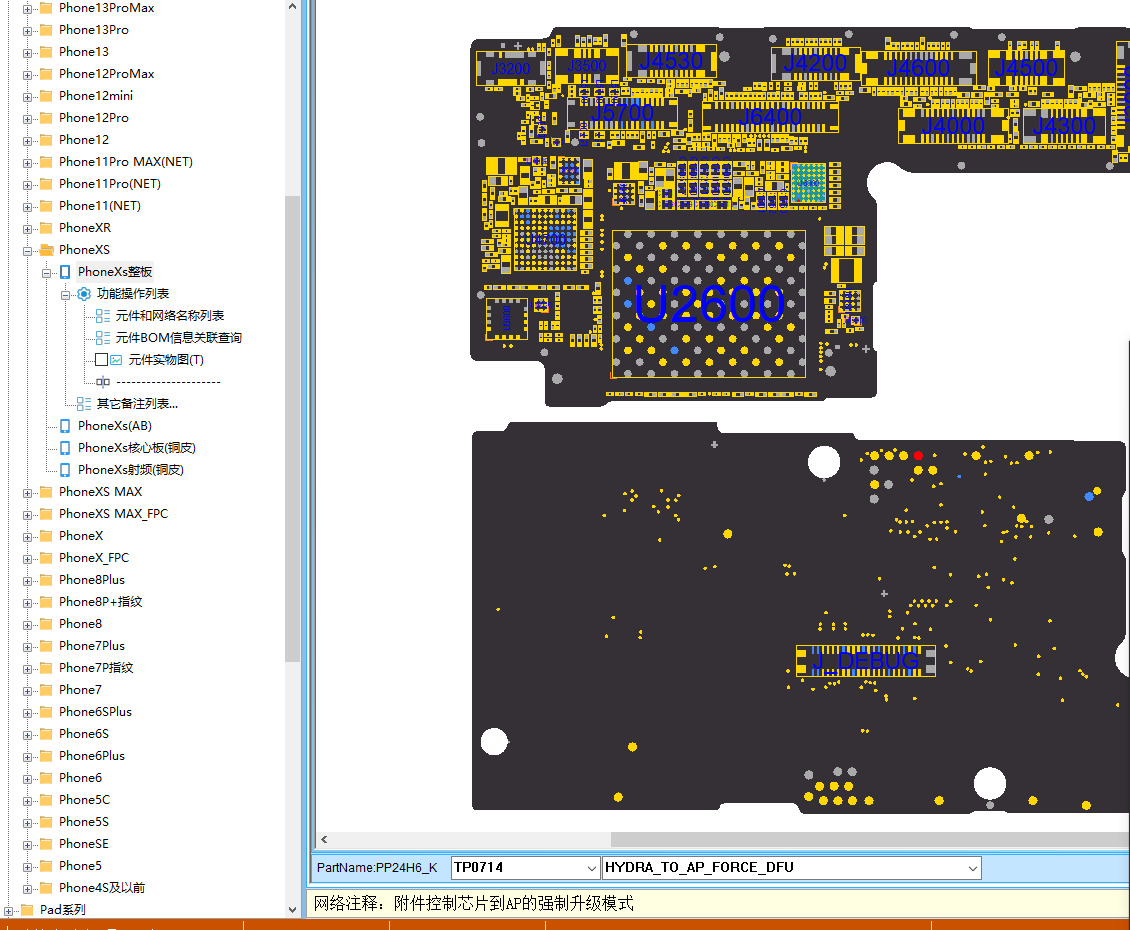 Phone13ProMax
Phone13Pro
Phone13
Phone12ProMax
Phone12mini
Phone12Pro
Phone12
Phone11Pro MAX(NET)
Phone11Pro(NET)
Phone11(NET)
PhoneXR
PhoneXS
PhoneXs整板
功能操作列表
元件和网络名称列表
元件BOM信息关联查询
元件实物图(T)
---------------------
其它备注列表...
PhoneXs(AB)
PhoneXs核心板(铜皮)
PhoneXs射频(铜皮)
PhoneXS MAX
PhoneXS MAX_FPC
PhoneX
PhoneX_FPC
Phone8Plus
Phone8P+指纹
Phone8
Phone7Plus
Phone7P指纹
Phone7
Phone6SPlus
Phone6S
Phone6Plus
Phone6
Phone5C
Phone5S
PhoneSE
Phone5
Phone4S及以前
Pad系列
J3200
J3500
J4530
J4200
J4600
J4500
J5700
J6400
J4000
J4300
U2600
J_DEBUG
PartName:PP24H6_K
TP0714
HYDRA_TO_AP_FORCE_DFU
网络注释：附件控制芯片到AP的强制升级模式